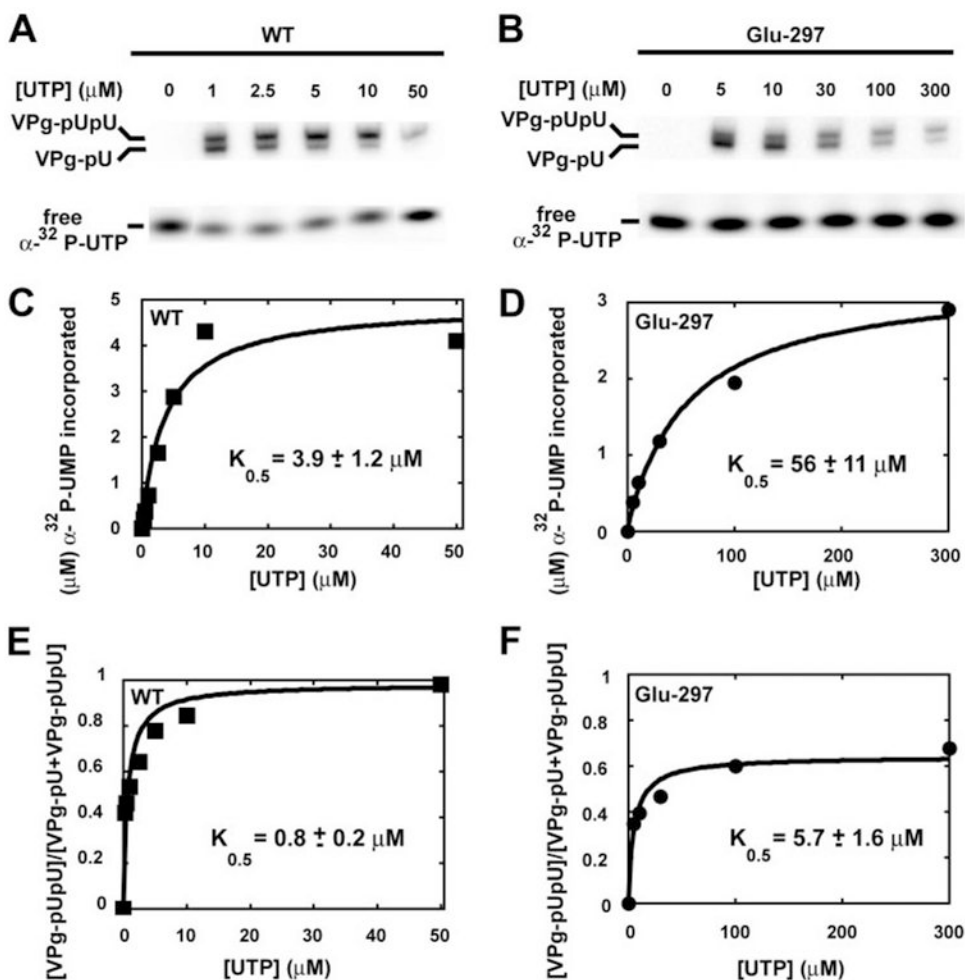 A
WT
[UTP] (μM) 0 1 2.5 5 10 50
VPg-pUpU
VPg-pU
free
α-³² P-UTP
B
Glu-297
[UTP] (μM) 0 5 10 30 100 300
VPg-pUpU
VPg-pU
free
α-³² P-UTP
C
(μM) α-³² P-UMP incorporated
5
4
3
2
1
0
WT
K0.5 = 3.9 ± 1.2 μM
0 10 20 30 40 50
[UTP] (μM)
D
(μM) α-³² P-UMP incorporated
3
2
1
0
Glu-297
K0.5 = 56 ± 11 μM
0 100 200 300
[UTP] (μM)
E
[VPg-pUpU]/[VPg-pU+VPg-pUpU]
1
0.8
0.6
0.4
0.2
0
WT
K0.5 = 0.8 ± 0.2 μM
0 10 20 30 40 50
[UTP] (μM)
F
[VPg-pUpU]/[VPg-pU+VPg-pUpU]
1
0.8
0.6
0.4
0.2
0
Glu-297
K0.5 = 5.7 ± 1.6 μM
0 100 200 300
[UTP] (μM)